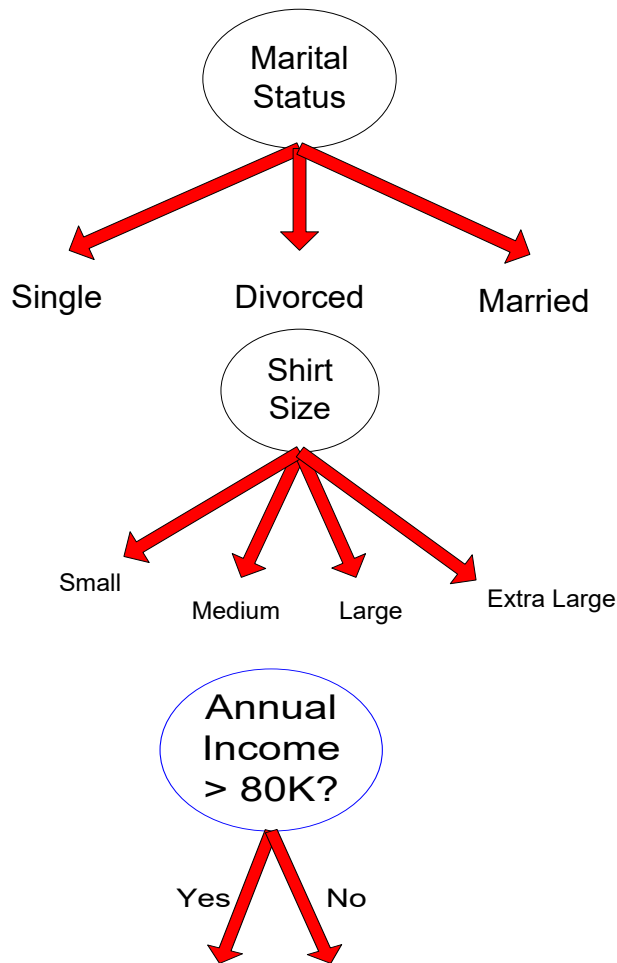 Marital
Status
Single Divorced Married
Shirt
Size
Small
Medium Large Extra Large
Annual
Income
> 80K?
Yes No